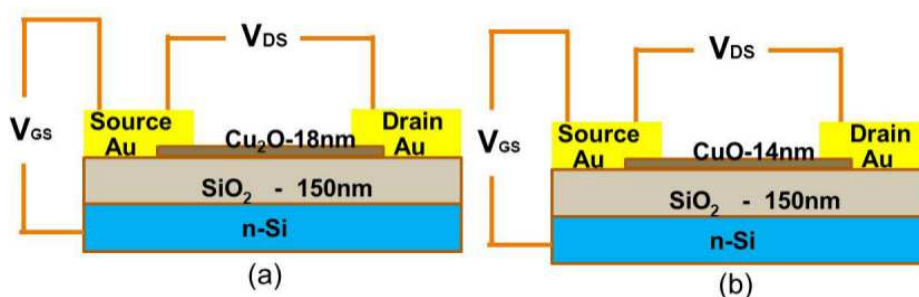 VDS
VGS
Source
Au
Cu₂O-18nm
Drain
Au
SiO₂ - 150nm
n-Si
(a)
VDS
VGS
Source
Au
CuO-14nm
Drain
Au
SiO₂ - 150nm
n-Si
(b)